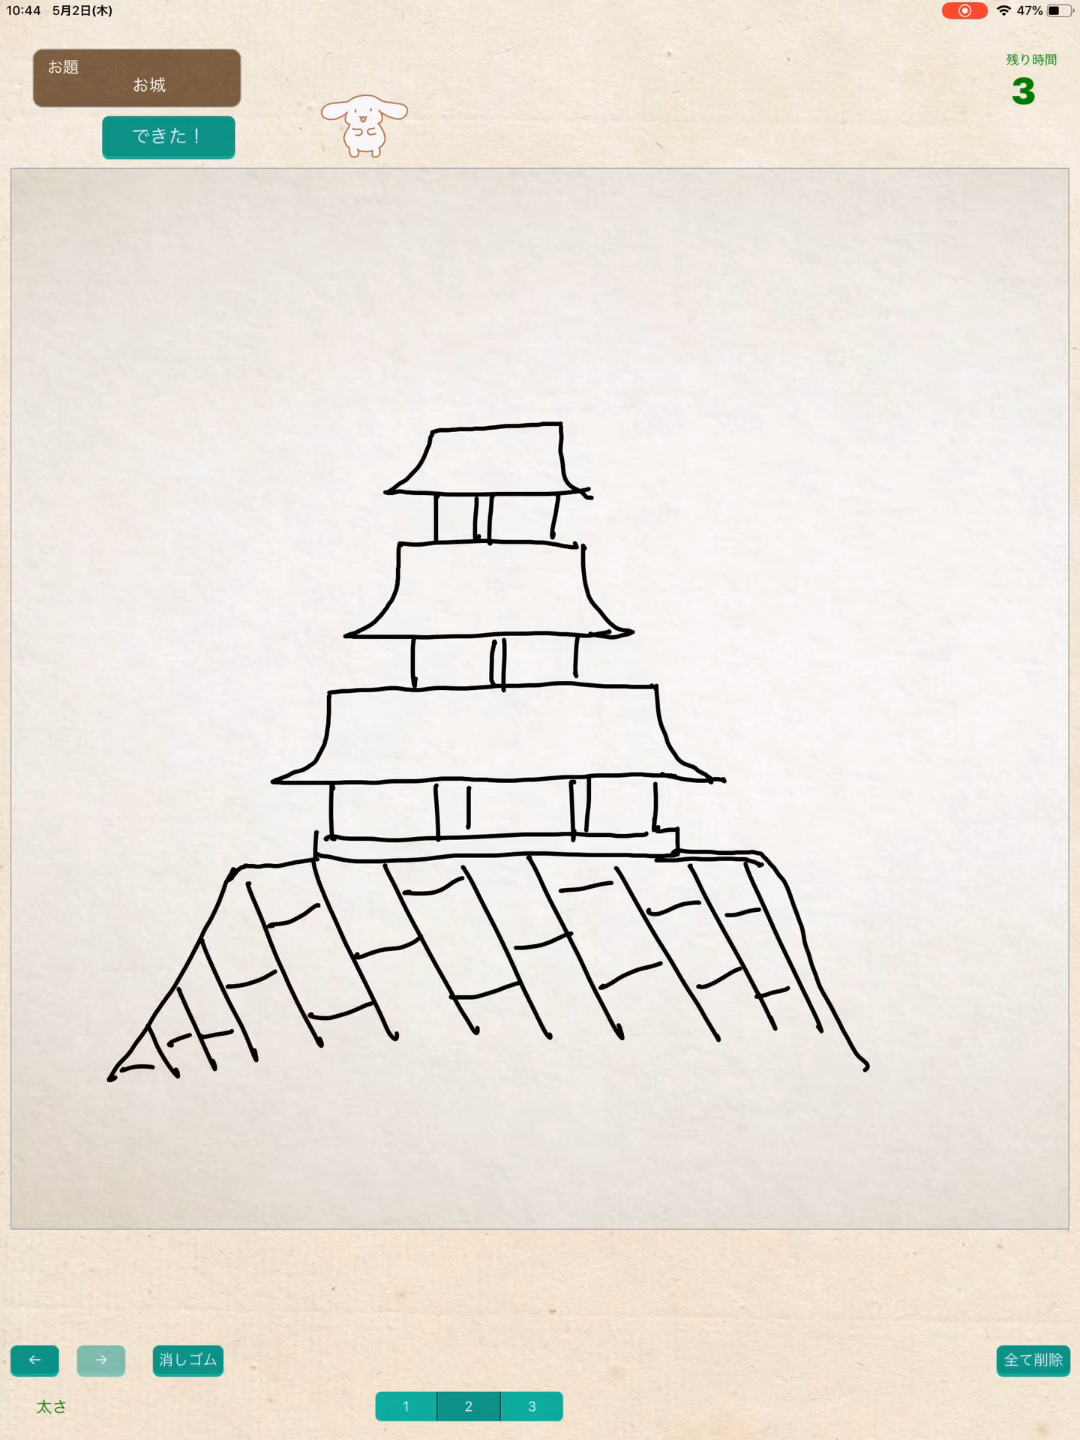 10:44 5月2日(木)
47%
お題
お城
できた！
残り時間
3
←
→
消しゴム
全て削除
太さ
1 2 3